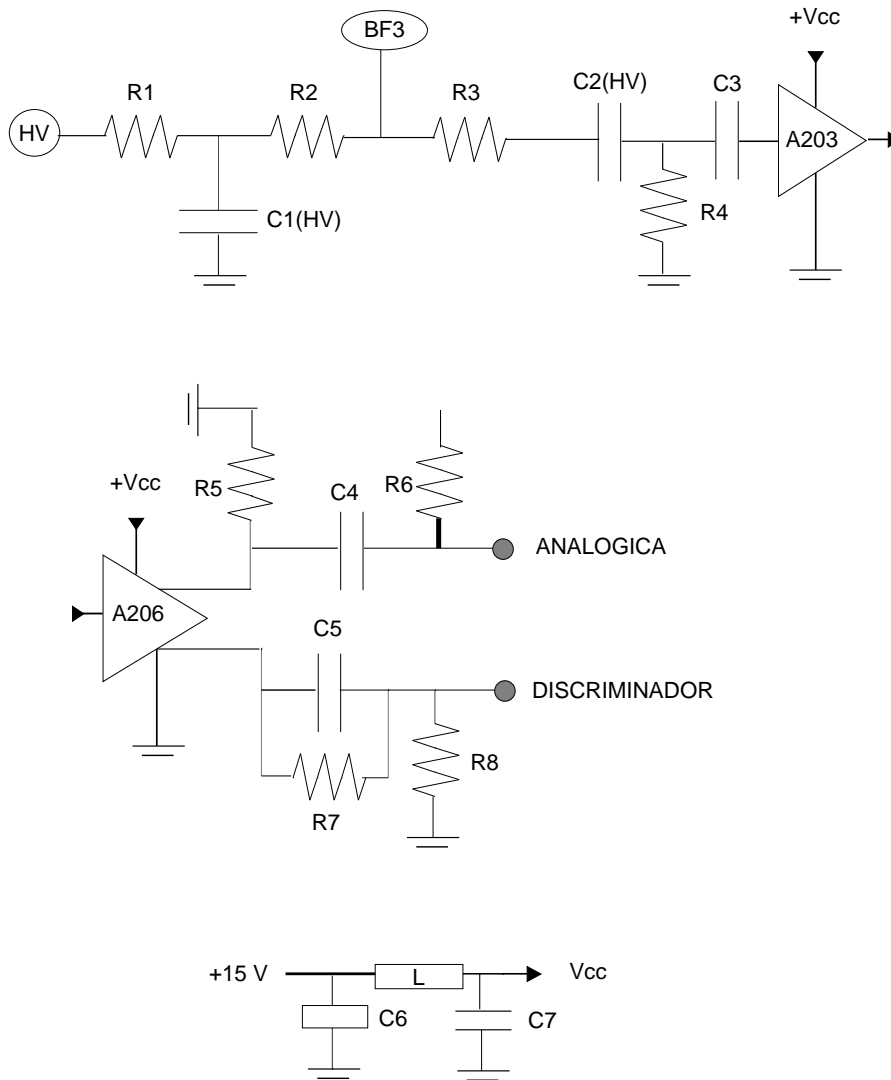 BF3
+Vcc
HV
R1
R2
R3
C2(HV)
C3
A203
C1(HV)
R4
+Vcc
R5
C4
R6
ANALOGICA
A206
C5
DISCRIMINADOR
R7
R8
+15 V
L
Vcc
C6
C7